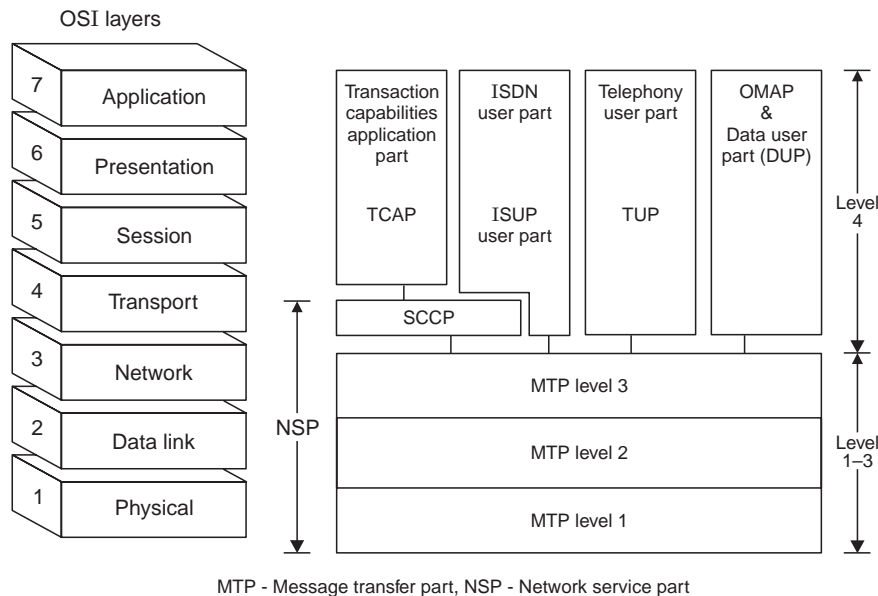 OSI layers
7
Application
6
Presentation
5
Session
4
Transport
3
Network
2
Data link
1
Physical
NSP
Transaction
capabilities
application
part
TCAP
ISDN
user part
ISUP
user part
Telephony
user part
TUP
OMAP
&
Data user
part (DUP)
SCCP
MTP level 3
MTP level 2
MTP level 1
Level
4
Level
1–3
MTP - Message transfer part, NSP - Network service part